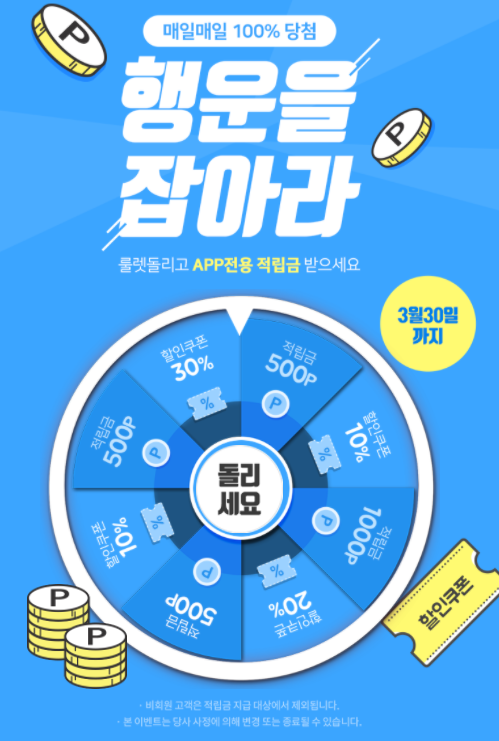 매일매일 100% 당첨
행운을
잡아라
룰렛돌리고 APP전용 적립금 받으세요
3월30일
까지
할인쿠폰
30%
적립금
500P
할인쿠폰
10%
적립금
1000P
할인쿠폰
20%
적립금
500P
할인쿠폰
10%
적립금
500P
%
P
%
P
%
P
%
P
돌리
세요
할인쿠폰
P
P
P
P
· 비회원 고객은 적립금 지급 대상에서 제외됩니다.
· 본 이벤트는 당사 사정에 의해 변경 또는 종료될 수 있습니다.